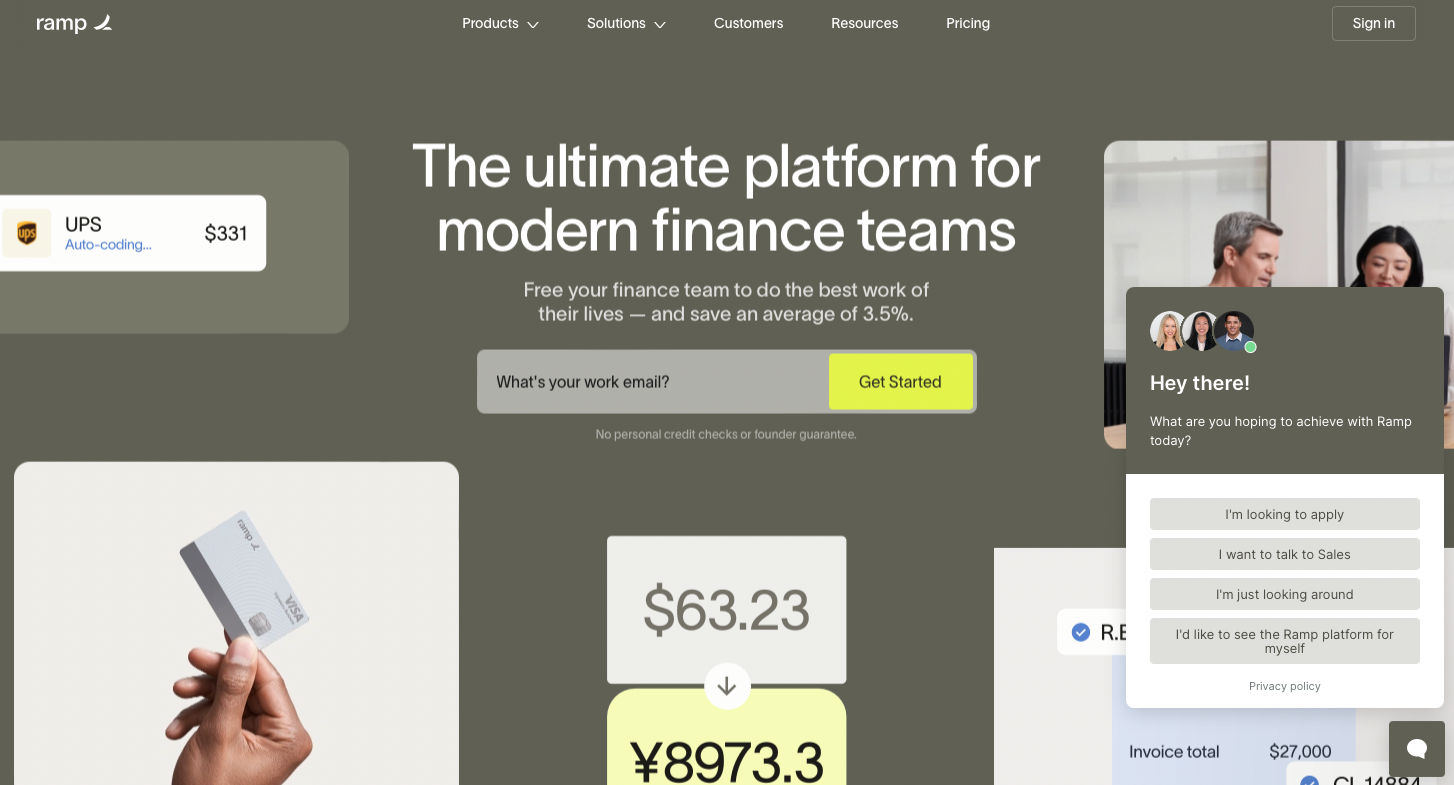 ramp
Products
Solutions
Customers
Resources
Pricing
Sign in
The ultimate platform for
modern finance teams
Free your finance team to do the best work of
their lives — and save an average of 3.5%.
What's your work email?
Get Started
No personal credit checks or founder guarantee.
ups
UPS
$331
Auto-coding...
ramp
VISA
$63.23
¥8973.3
Hey there!
What are you hoping to achieve with Ramp
today?
I'm looking to apply
I want to talk to Sales
I'm just looking around
I'd like to see the Ramp platform for
myself
Privacy policy
Invoice total
$27,000